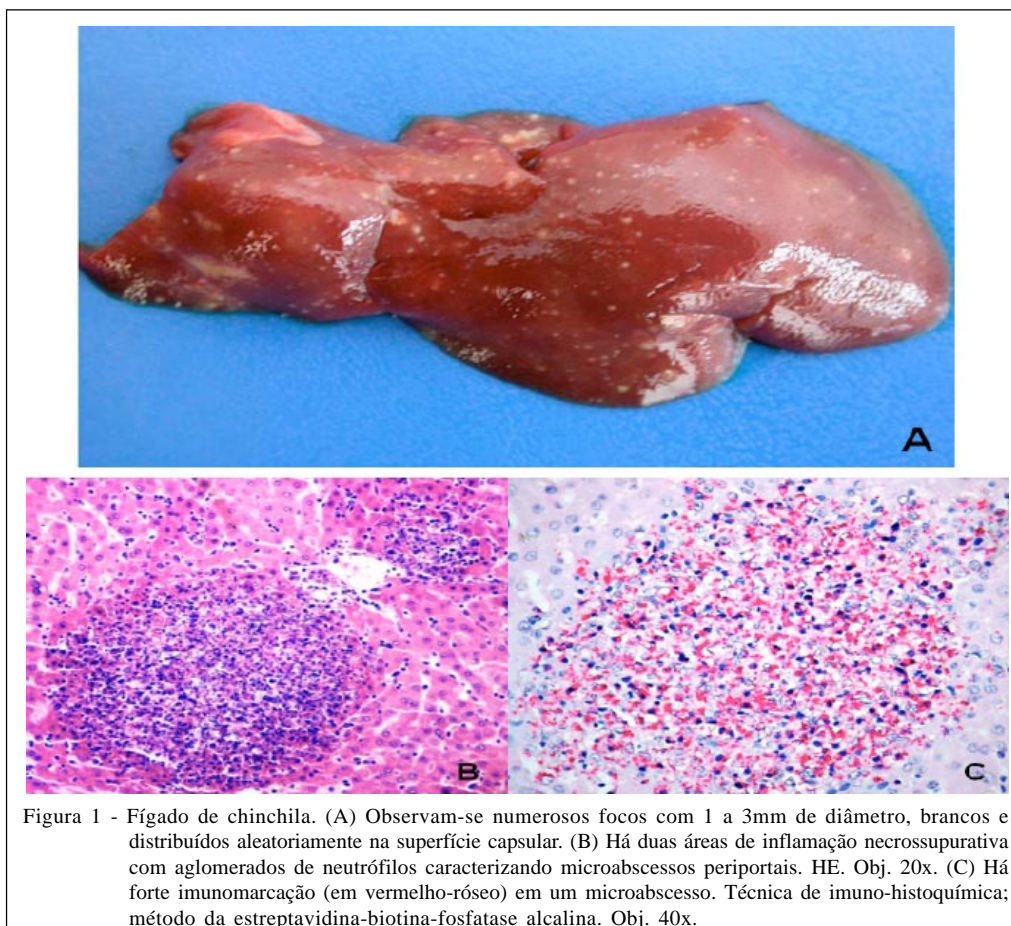 A
B
C
Figura 1 - Fígado de chinchila. (A) Observam-se numerosos focos com 1 a 3mm de diâmetro, brancos e
distribuídos aleatoriamente na superfície capsular. (B) Há duas áreas de inflamação necrossupurativa
com aglomerados de neutrófilos caracterizando microabscessos periportais. HE. Obj. 20x. (C) Há
forte imunomarcação (em vermelho-róseo) em um microabscesso. Técnica de imuno-histoquímica;
método da estreptavidina-biotina-fosfatase alcalina. Obj. 40x.